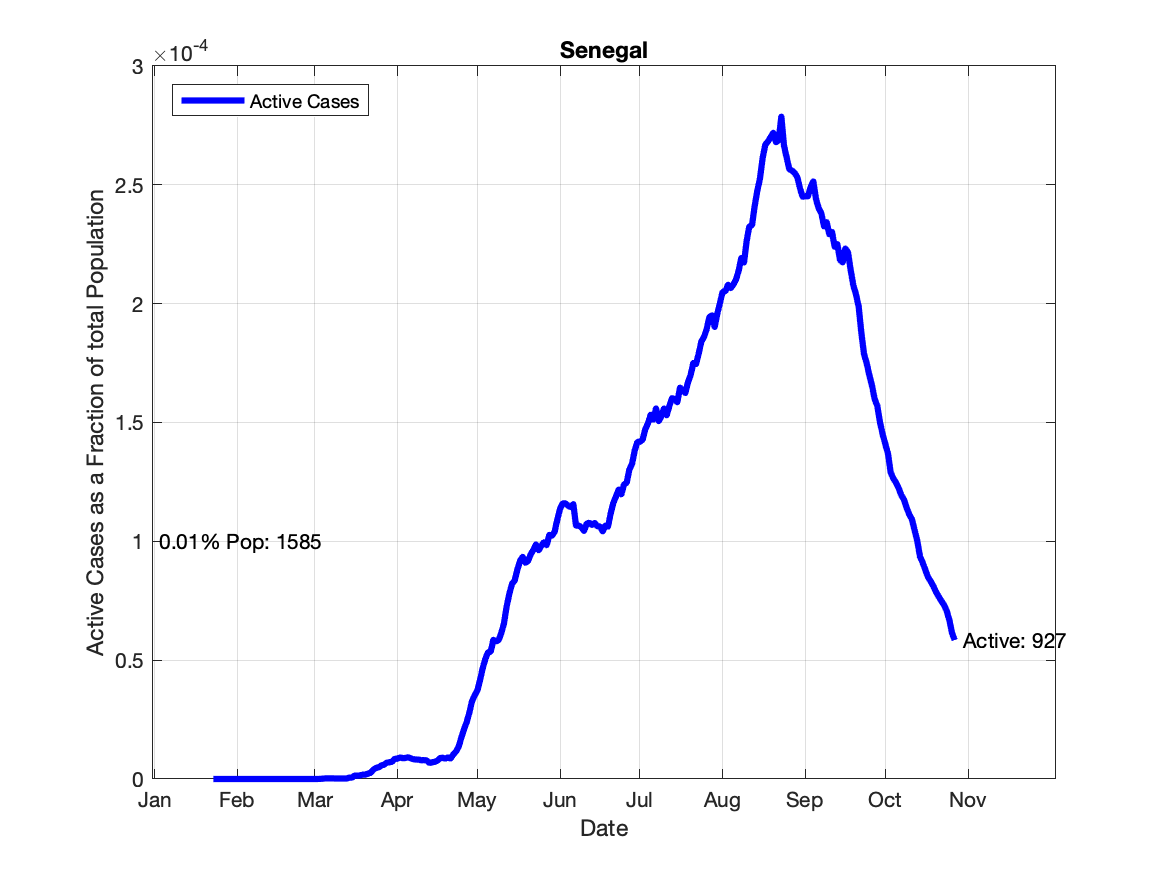 Senegal
×10-4
Active Cases
3
2.5
2
1.5
1
0.5
0
Active Cases as a Fraction of total Population
0.01% Pop: 1585
Active: 927
Jan Feb Mar Apr May Jun Jul Aug Sep Oct Nov
Date